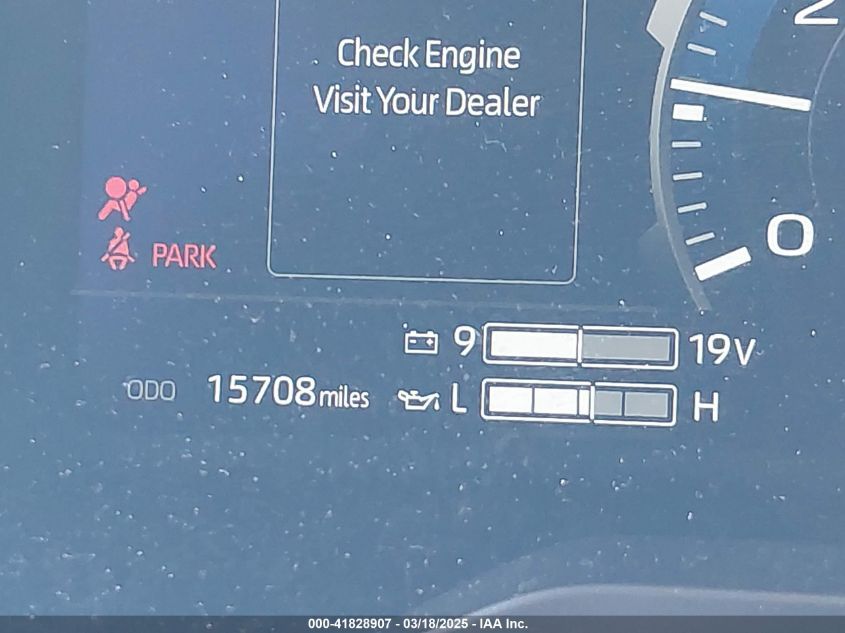 Check Engine
Visit Your Dealer
2
0
PARK
9 19V
ODO 15708 miles L H
000-41828907 - 03/18/2025 - IAA Inc.